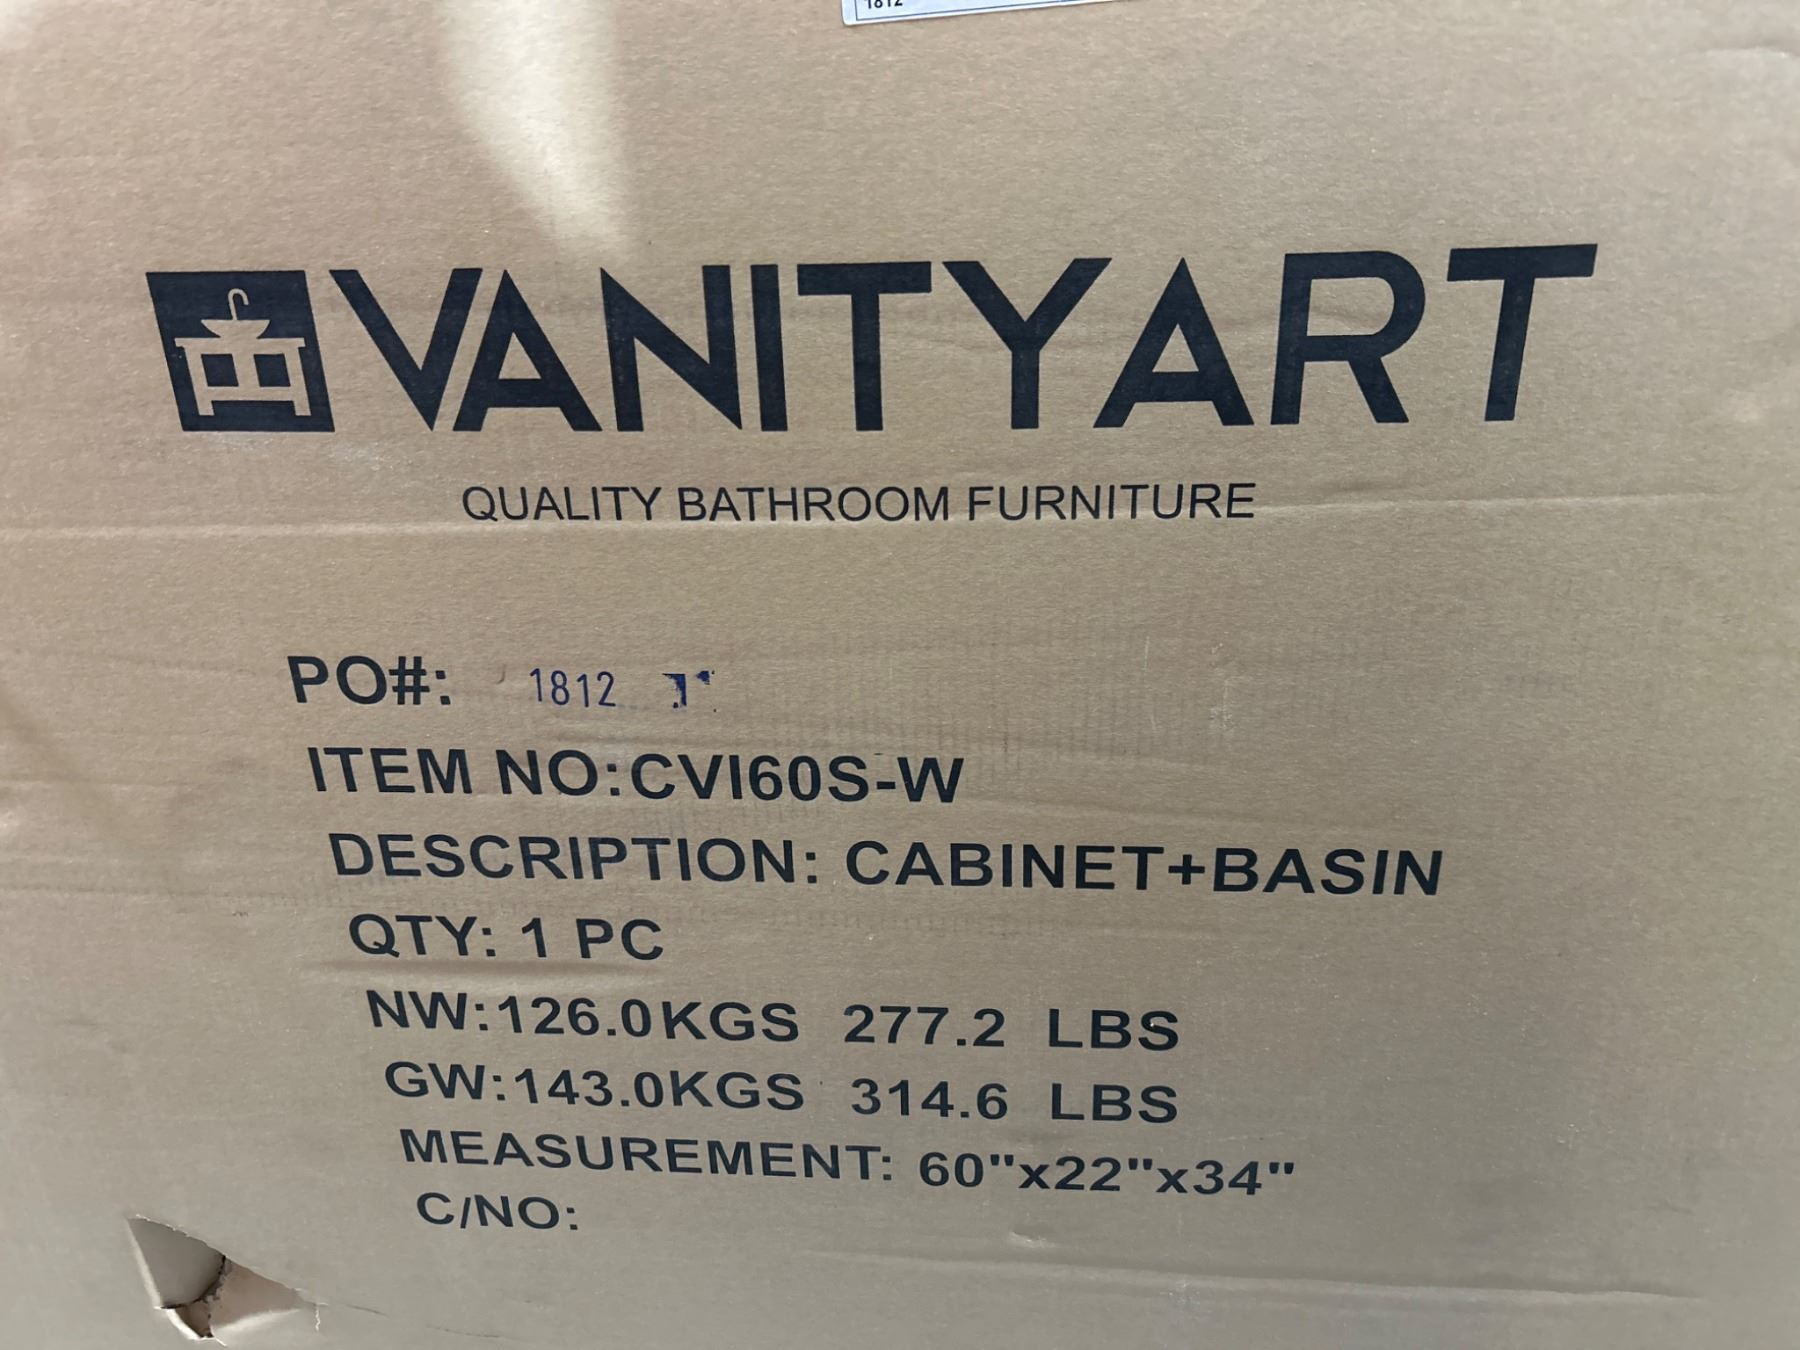 1812
VANITYART
QUALITY BATHROOM FURNITURE
PO#: 1812
ITEM NO:CVI60S-W
DESCRIPTION: CABINET+BASIN
QTY: 1 PC
NW:126.0KGS 277.2 LBS
GW:143.0KGS 314.6 LBS
MEASUREMENT: 60"x22"x34"
C/NO: